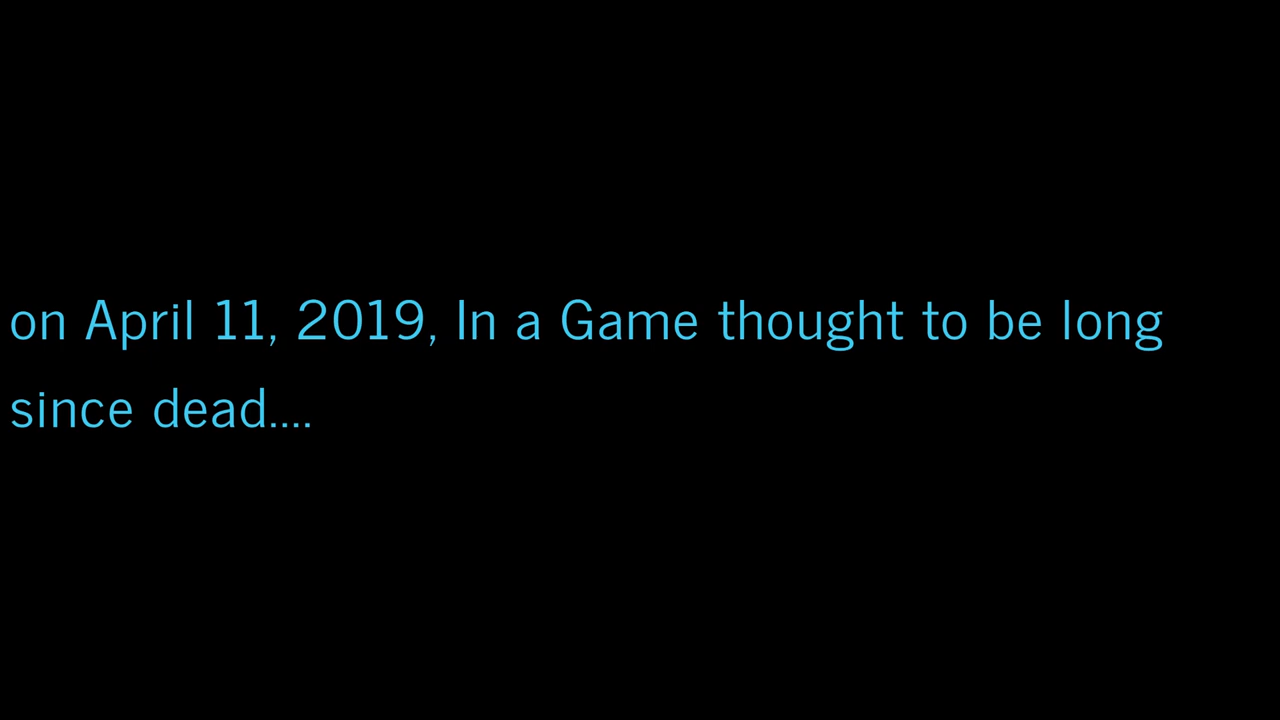 on April 11, 2019, In a Game thought to be long
since dead....